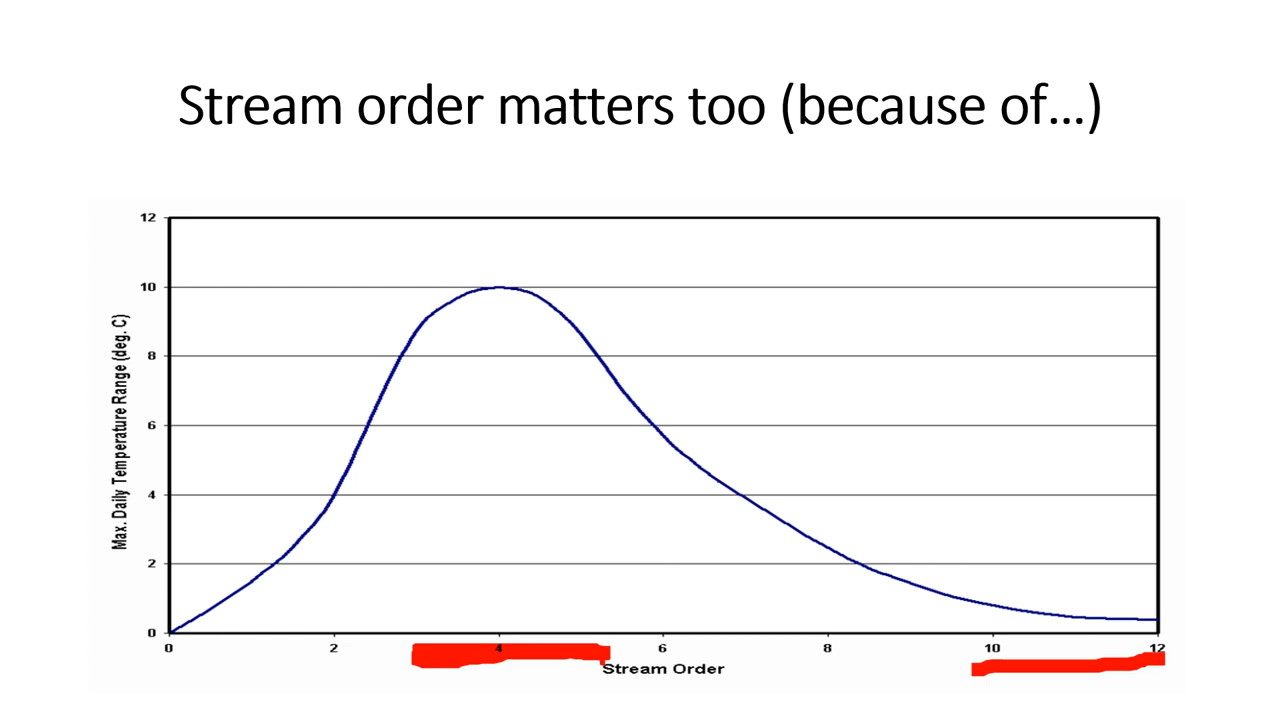 Stream order matters too (because of…)
12
10
8
6
4
2
0
Max. Daily Temperature Range (deg. C)
0 2 4 6 8 10 12
Stream Order